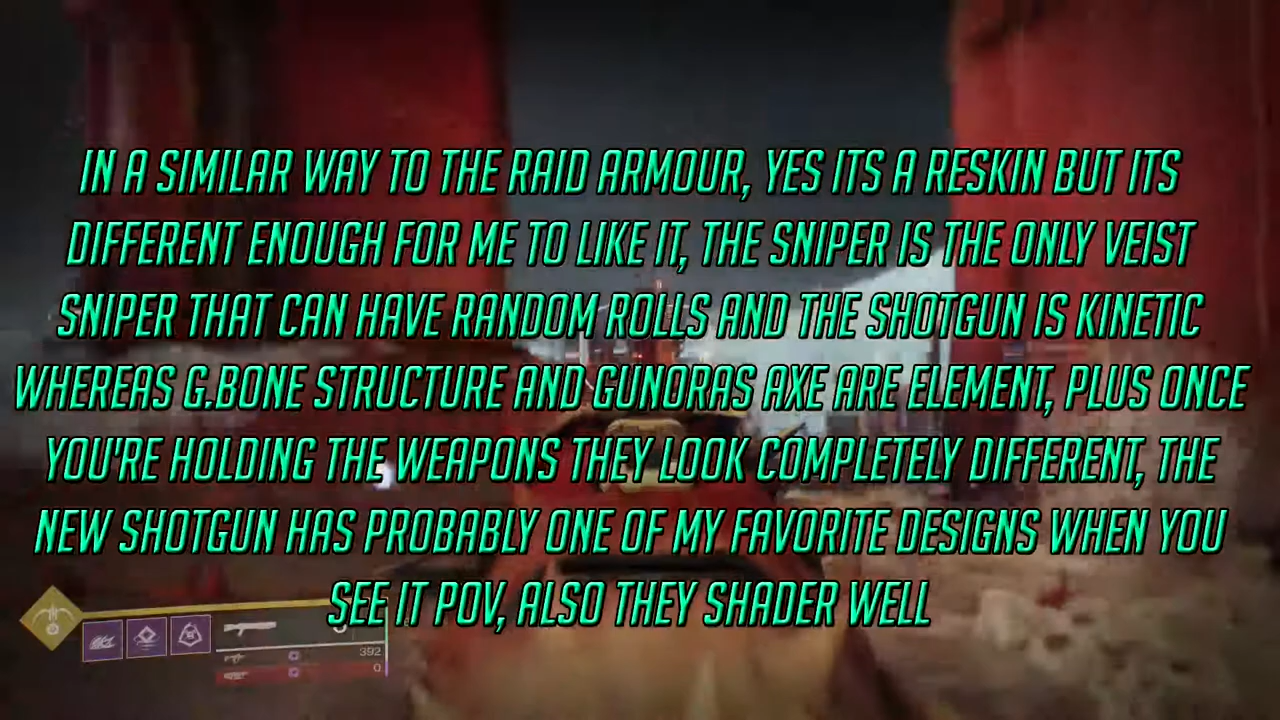 IN A SIMILAR WAY TO THE RAID ARMOUR, YES ITS A RESKIN BUT ITS
DIFFERENT ENOUGH FOR ME TO LIKE IT, THE SNIPER IS THE ONLY VEIST
SNIPER THAT CAN HAVE RANDOM ROLLS AND THE SHOTGUN IS KINETIC
WHEREAS G.BONE STRUCTURE AND GUNORAS AXE ARE ELEMENT, PLUS ONCE
YOU'RE HOLDING THE WEAPONS THEY LOOK COMPLETELY DIFFERENT, THE
NEW SHOTGUN HAS PROBABLY ONE OF MY FAVORITE DESIGNS WHEN YOU
SEE IT POV, ALSO THEY SHADER WELL
392
0